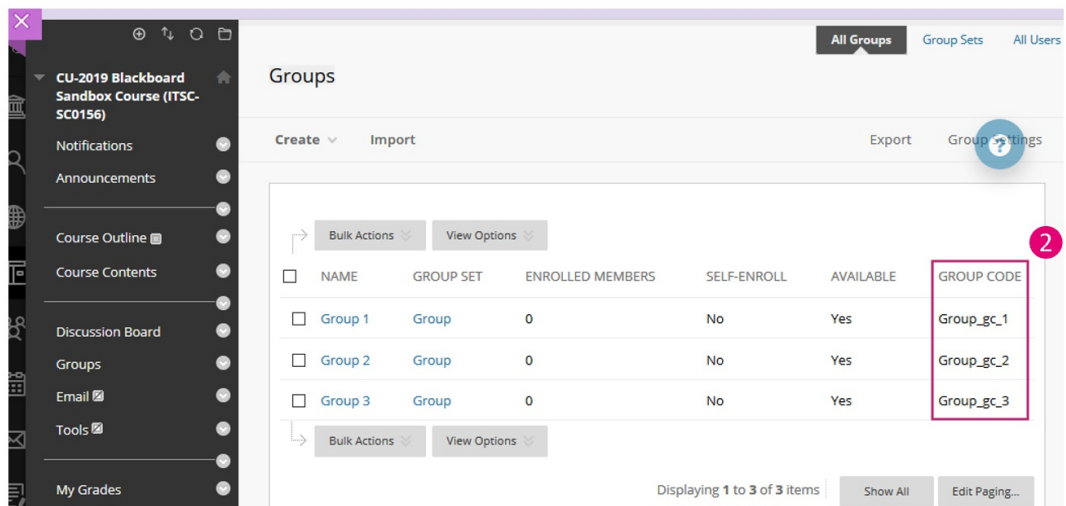 All Groups Group Sets All Users
CU-2019 Blackboard
Sandbox Course (ITSC-
SC0156)
Notifications
Announcements
Course Outline
Course Contents
Discussion Board
Groups
Email
Tools
My Grades
Groups
Create Import Export Group Settings
?
Bulk Actions View Options
2
NAME GROUP SET ENROLLED MEMBERS SELF-ENROLL AVAILABLE GROUP CODE
Group 1 Group 0 No Yes Group_gc_1
Group 2 Group 0 No Yes Group_gc_2
Group 3 Group 0 No Yes Group_gc_3
Bulk Actions View Options
Displaying 1 to 3 of 3 items Show All Edit Paging...